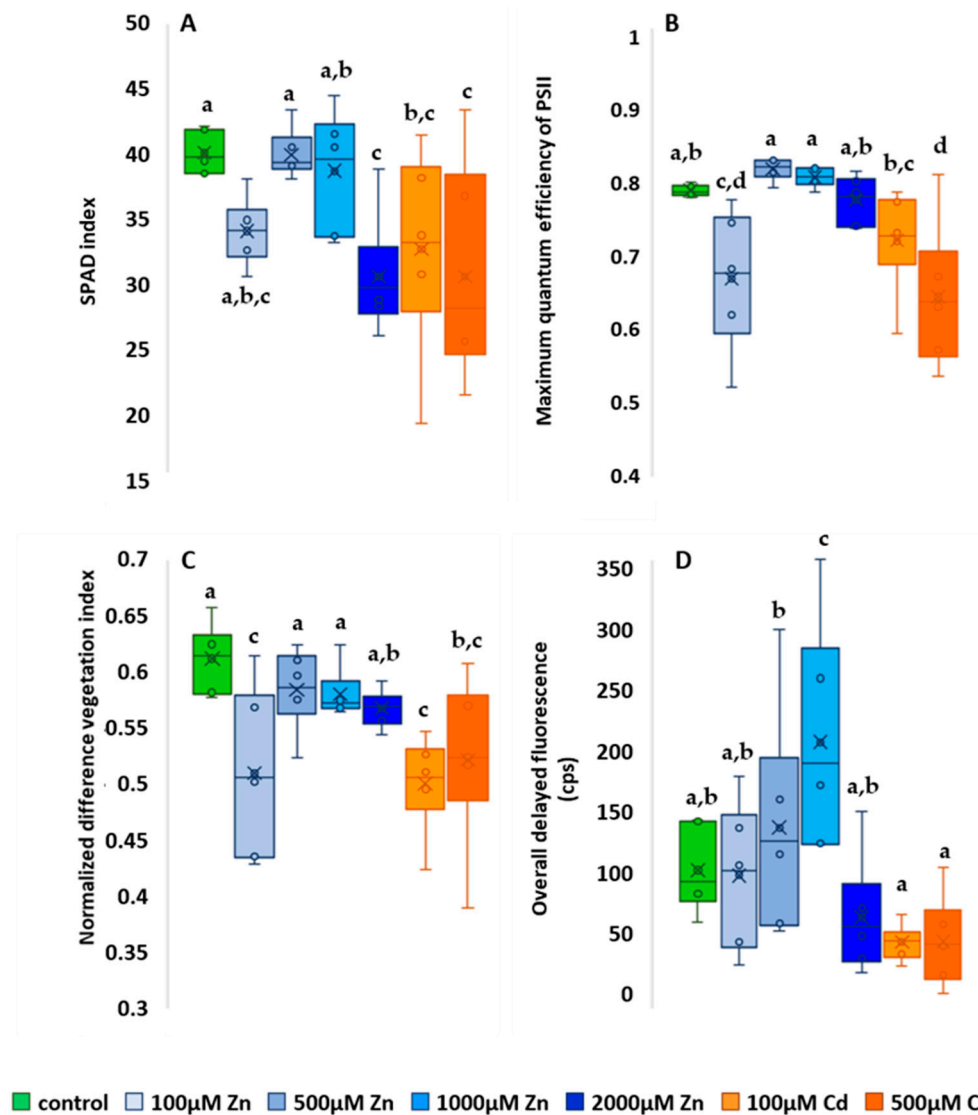 A
SPAD index
50
45
40
35
30
25
20
15
a
a,b,c
a
a,b
c
b,c
c
B
Maximum quantum efficiency of PSII
1
0.9
0.8
0.7
0.6
0.5
0.4
a,b
c,d
a
a
a,b
b,c
d
C
Normalized difference vegetation index
0.7
0.65
0.6
0.55
0.5
0.45
0.4
0.35
0.3
a
c
a
a
a,b
c
b,c
D
Overall delayed fluorescence
(cps)
350
300
250
200
150
100
50
0
a,b
a,b
b
c
a,b
a
a
control 100µM Zn 500µM Zn 1000µM Zn 2000µM Zn 100µM Cd 500µM